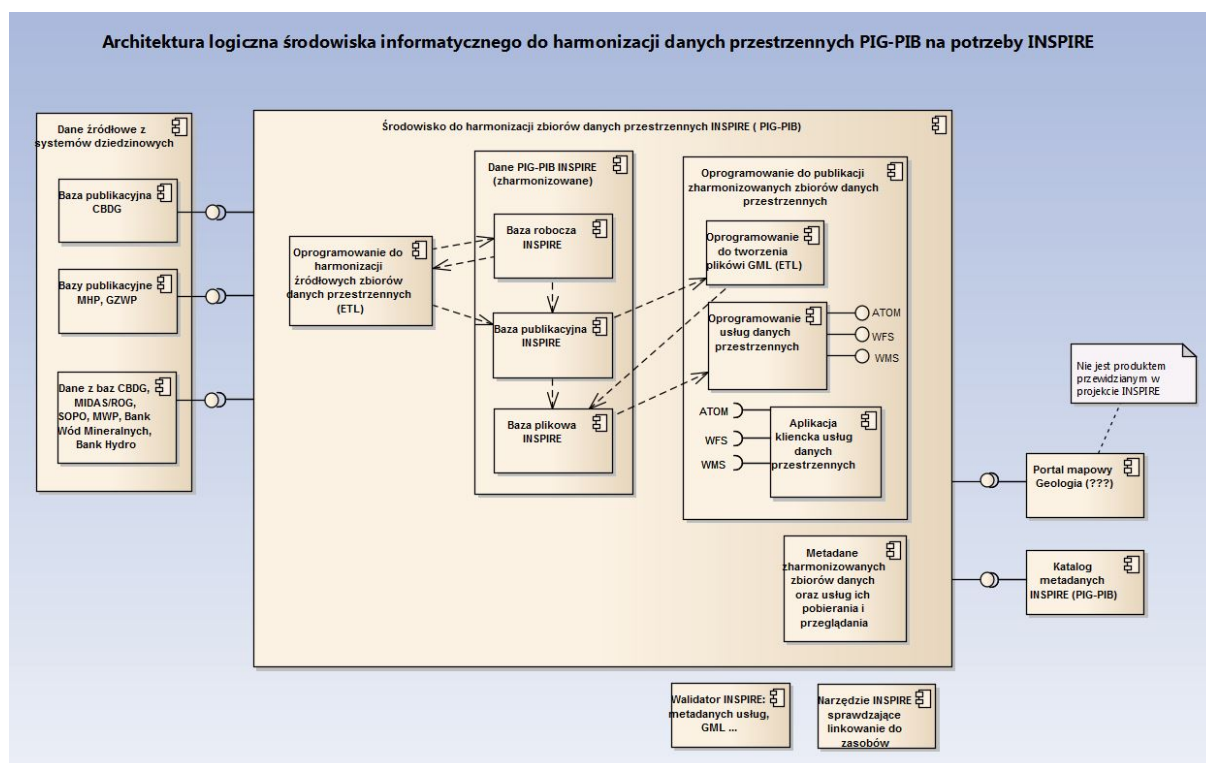 Architektura logiczna środowiska informatycznego do harmonizacji danych przestrzennych PIG-PIB na potrzeby INSPIRE
Dane źródłowe z
systemów dziedzinowych
Baza publikacyjna
CBDG
Bazy publikacyjne
MHP, GZWP
Dane z baz CBDG,
MIDAS/ROG,
SOPO, MWP, Bank
Wód Mineralnych,
Bank Hydro
Środowisko do harmonizacji zbiorów danych przestrzennych INSPIRE ( PIG-PIB)
Oprogramowanie do
harmonizacji
źródłowych zbiorów
danych przestrzennych
(ETL)
Dane PIG-PIB INSPIRE
(zharmonizowane)
Baza robocza
INSPIRE
Baza publikacyjna
INSPIRE
Baza plikowa
INSPIRE
Oprogramowanie do publikacji
zharmonizowanych zbiorów danych
przestrzennych
Oprogramowanie
do tworzenia
plikówi GML (ETL)
Oprogramowanie
usług danych
przestrzennych
ATOM
WFS
WMS
ATOM
WFS
WMS
Aplikacja
kliencka usług
danych
przestrzennych
Metadane
zharmonizowanych
zbiorów danych
oraz usług ich
pobierania i
przeglądania
Nie jest produktem
przewidzianym w
projekcie INSPIRE
Portal mapowy
Geologia (???)
Katalog
metadanych
INSPIRE (PIG-PIB)
Walidator INSPIRE:
metadanych usług,
GML ...
Narzędzie INSPIRE
sprawdzające
linkowanie do
zasobów